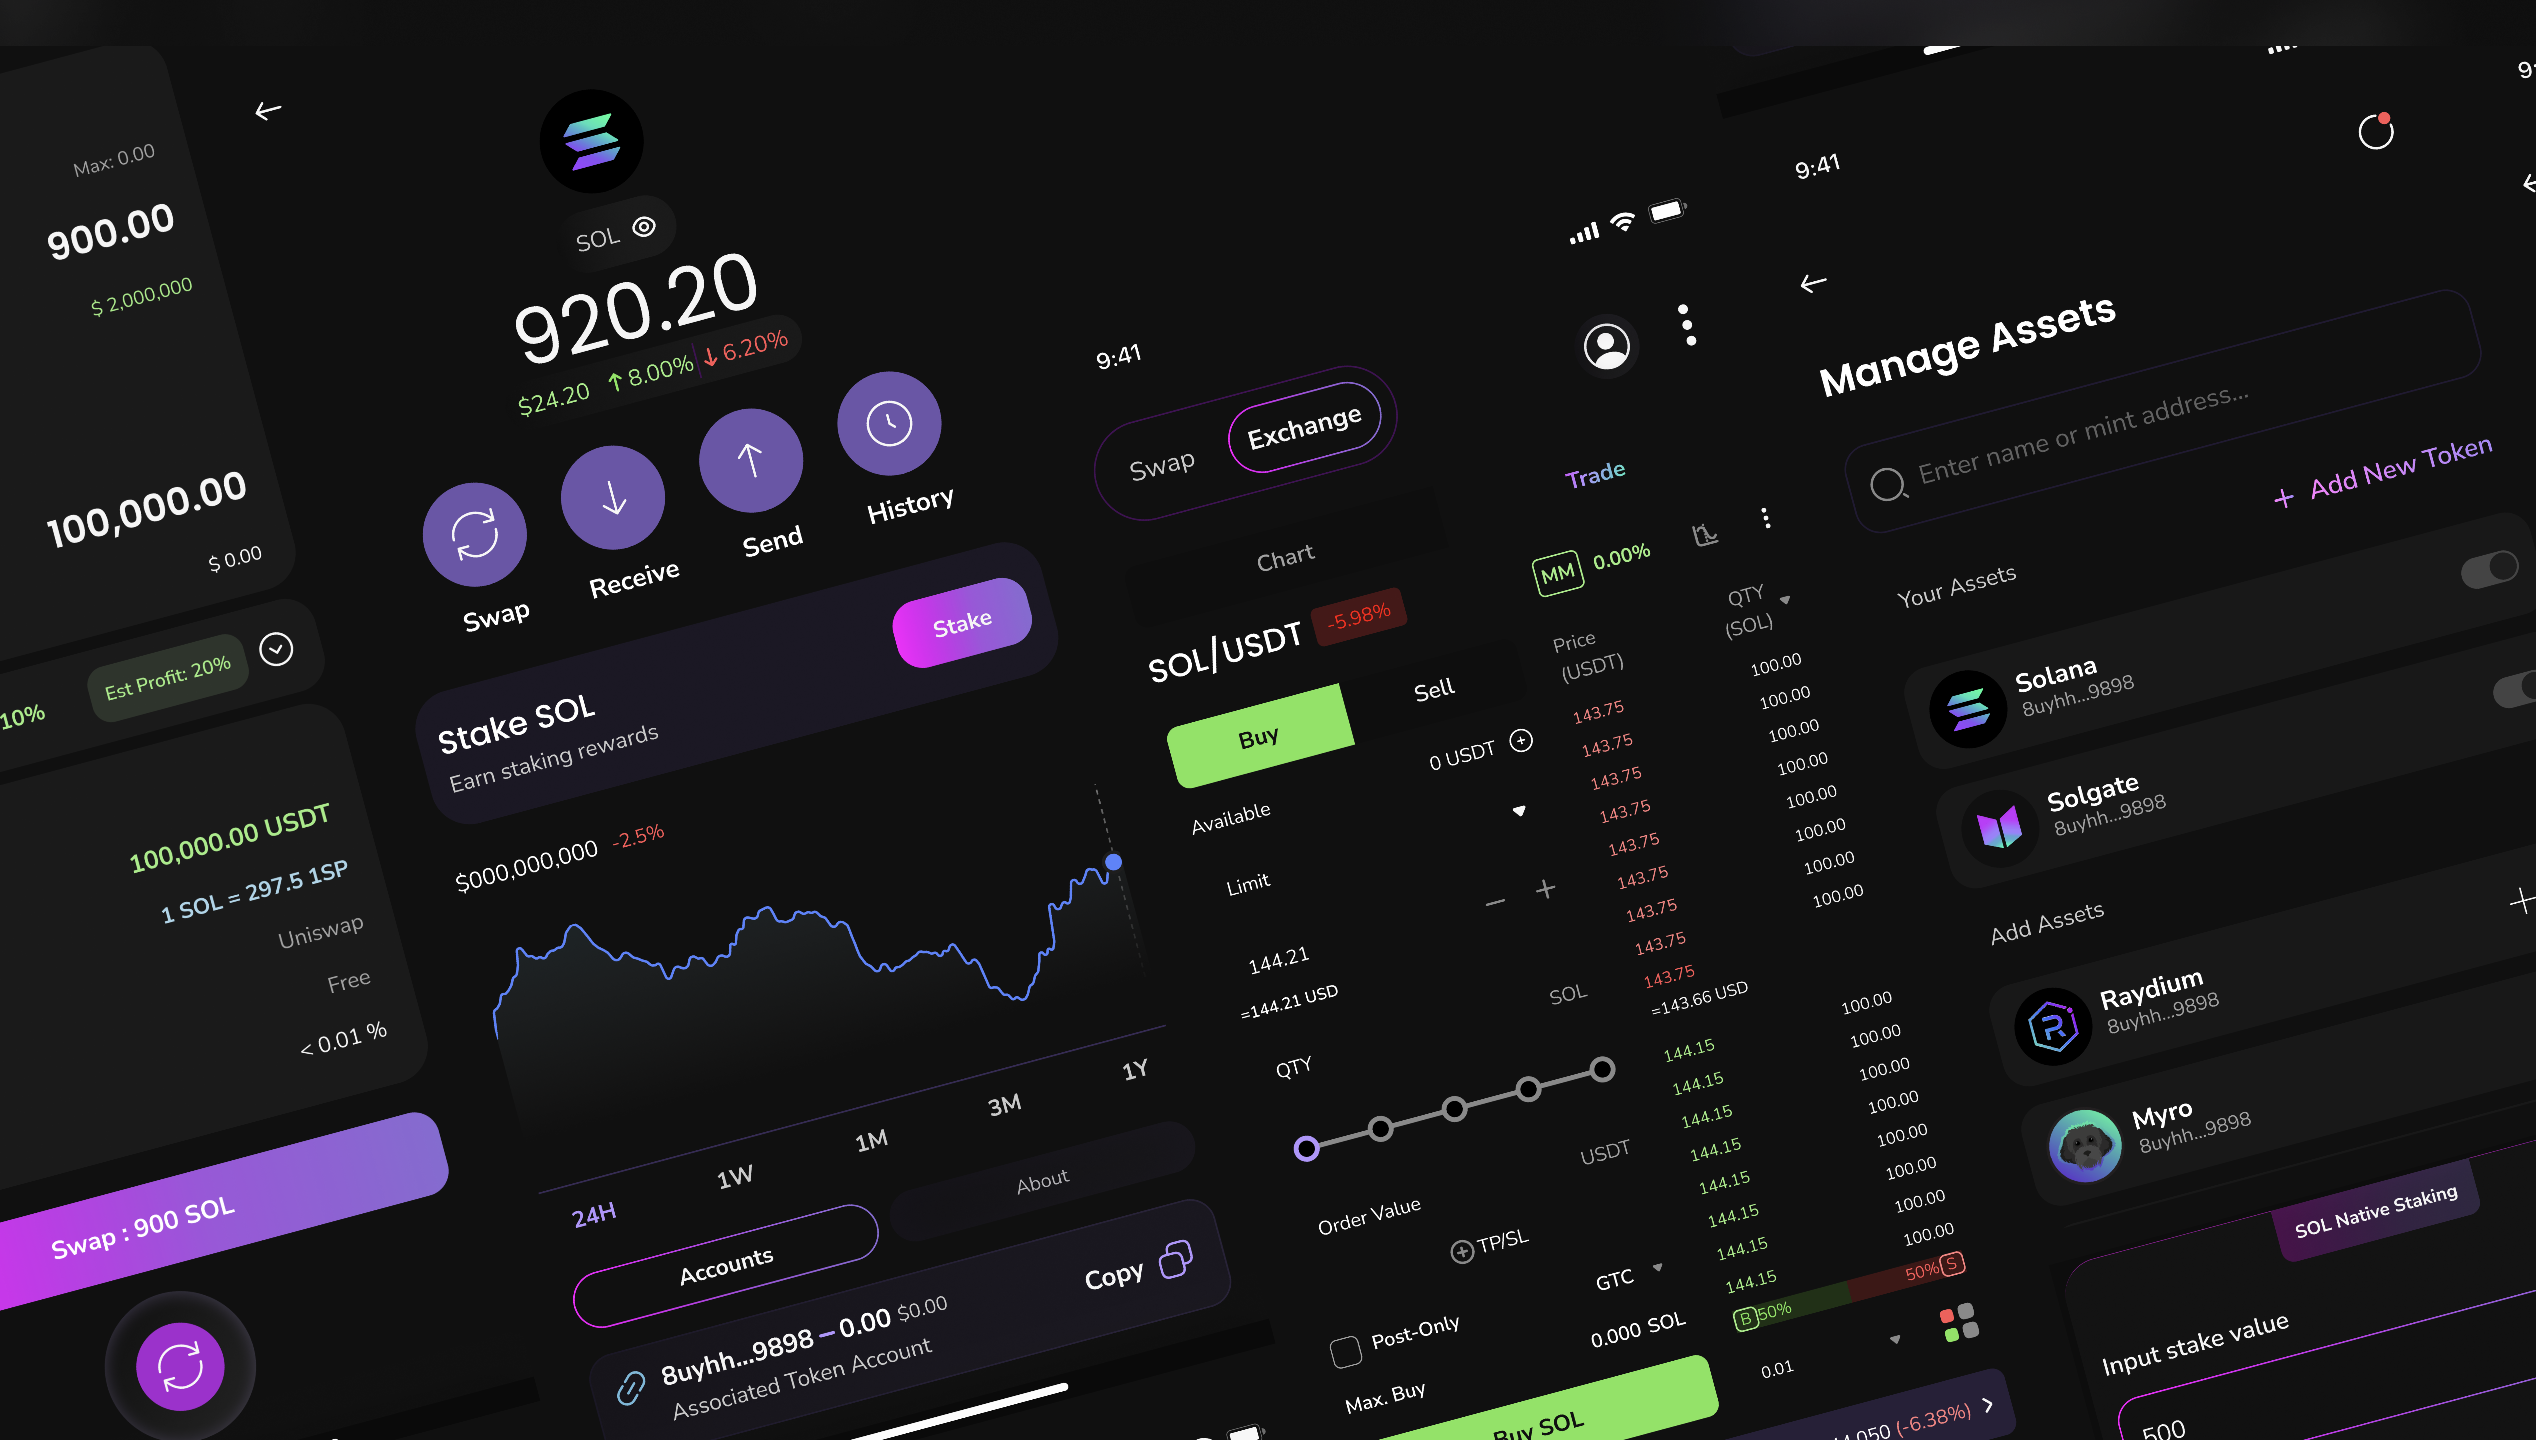 Max: 0.00
900.00
$ 2,000,000
100,000.00
$ 0.00
10%
Est Profit: 20%
100,000.00 USDT
1 SOL = 297.5 1SP
Uniswap
Free
< 0.01 %
Swap : 900 SOL
SOL
920.20
$24.20 ↑8.00% ↓6.20%
Swap
Receive
Send
History
Stake SOL
Earn staking rewards
Stake
$000,000,000 -2.5%
24H 1W 1M 3M 1Y
Accounts
About
8uyhh...9898 – 0.00 $0.00
Associated Token Account
Copy
9:41
Swap
Exchange
Chart
Trade
SOL/USDT -5.98%
MM 0.00%
Buy
Sell
Available
0 USDT
Limit
144.21
=144.21 USD
QTY
SOL
USDT
Order Value
TP/SL
Post-Only
GTC
Max. Buy
0.000 SOL
Buy SOL
Price
(USDT)
QTY
(SOL)
143.75 100.00
143.75 100.00
143.75 100.00
143.75 100.00
143.75 100.00
143.75 100.00
143.75 100.00
143.75 100.00
143.75
=143.66 USD
144.15 100.00
144.15 100.00
144.15 100.00
144.15 100.00
144.15 100.00
144.15 100.00
144.15 100.00
144.15 100.00
B 50%
50% S
0.01
(-6.38%)
9:41
Manage Assets
Enter name or mint address...
+ Add New Token
Your Assets
Solana
8uyhh...9898
Solgate
8uyhh...9898
Add Assets
Raydium
8uyhh...9898
Myro
8uyhh...9898
SOL Native Staking
Input stake value
500